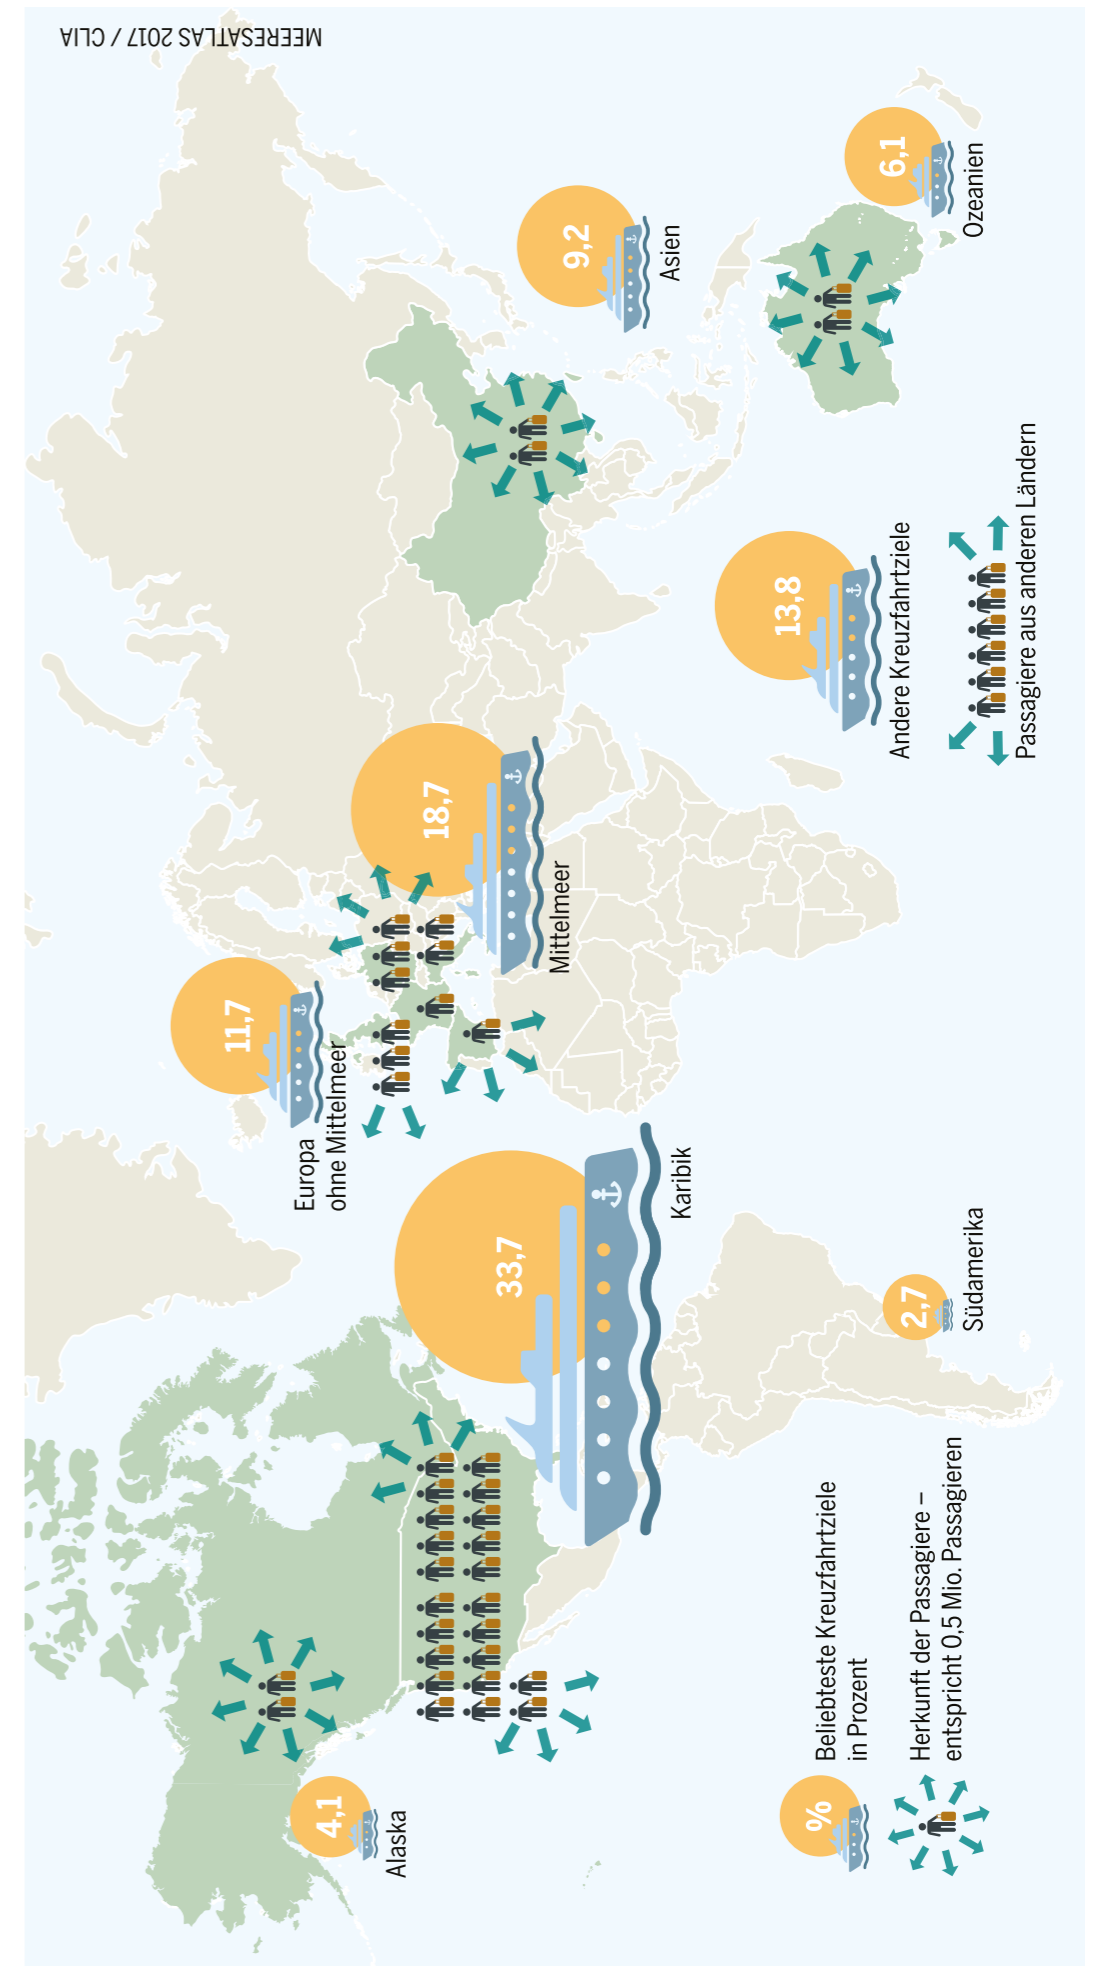 4,1
Alaska
33,7
Karibik
2,7
Südamerika
11,7
Europa
ohne Mittelmeer
18,7
Mittelmeer
9,2
Asien
6,1
Ozeanien
13,8
Andere Kreuzfahrtziele
Passagiere aus anderen Ländern
%
Beliebteste Kreuzfahrtziele
in Prozent
Herkunft der Passagiere –
entspricht 0,5 Mio. Passagieren
MEERESATLAS 2017 / CLIA